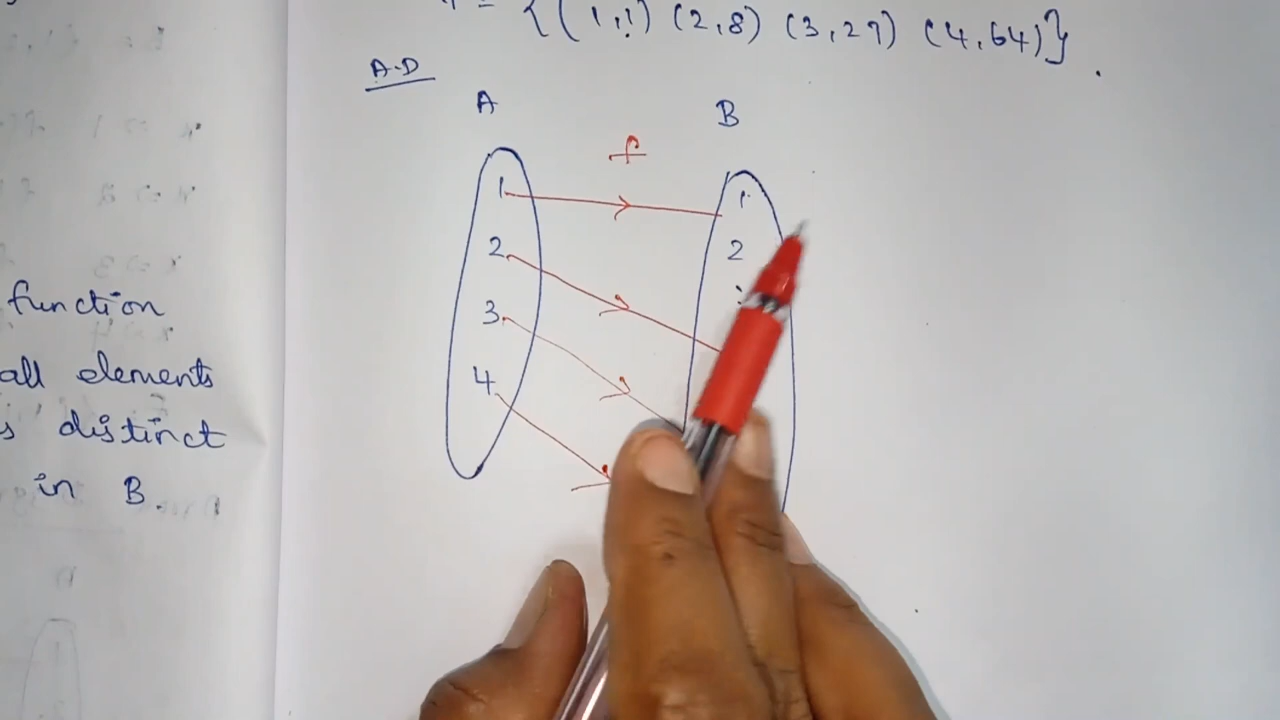 function
all elements
s distinct
in B.
= {(1,1) (2,8) (3,27) (4,64)}.
A.D
A B
f
1 1
2 2
3
4